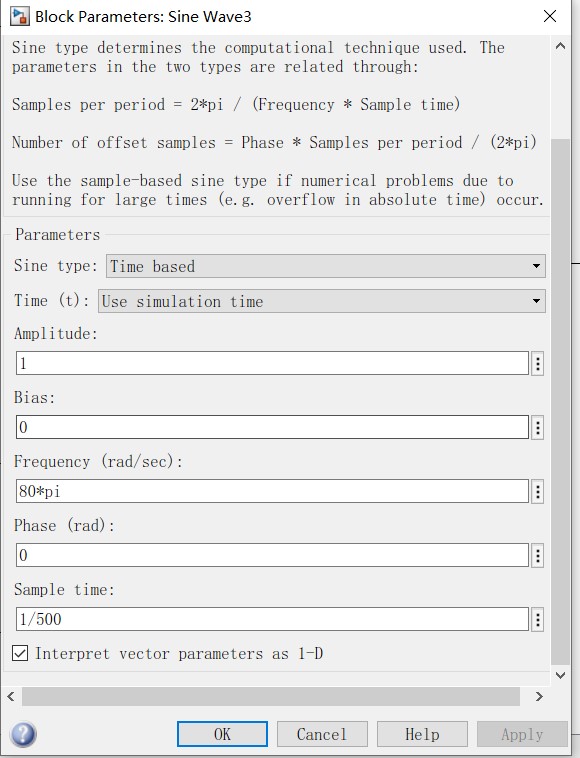 Block Parameters: Sine Wave3
Sine type determines the computational technique used. The
parameters in the two types are related through:
Samples per period = 2*pi / (Frequency * Sample time)
Number of offset samples = Phase * Samples per period / (2*pi)
Use the sample-based sine type if numerical problems due to
running for large times (e.g. overflow in absolute time) occur.
Parameters
Sine type: Time based
Time (t): Use simulation time
Amplitude:
1
Bias:
0
Frequency (rad/sec):
80*pi
Phase (rad):
0
Sample time:
1/500
Interpret vector parameters as 1-D
OK Cancel Help Apply